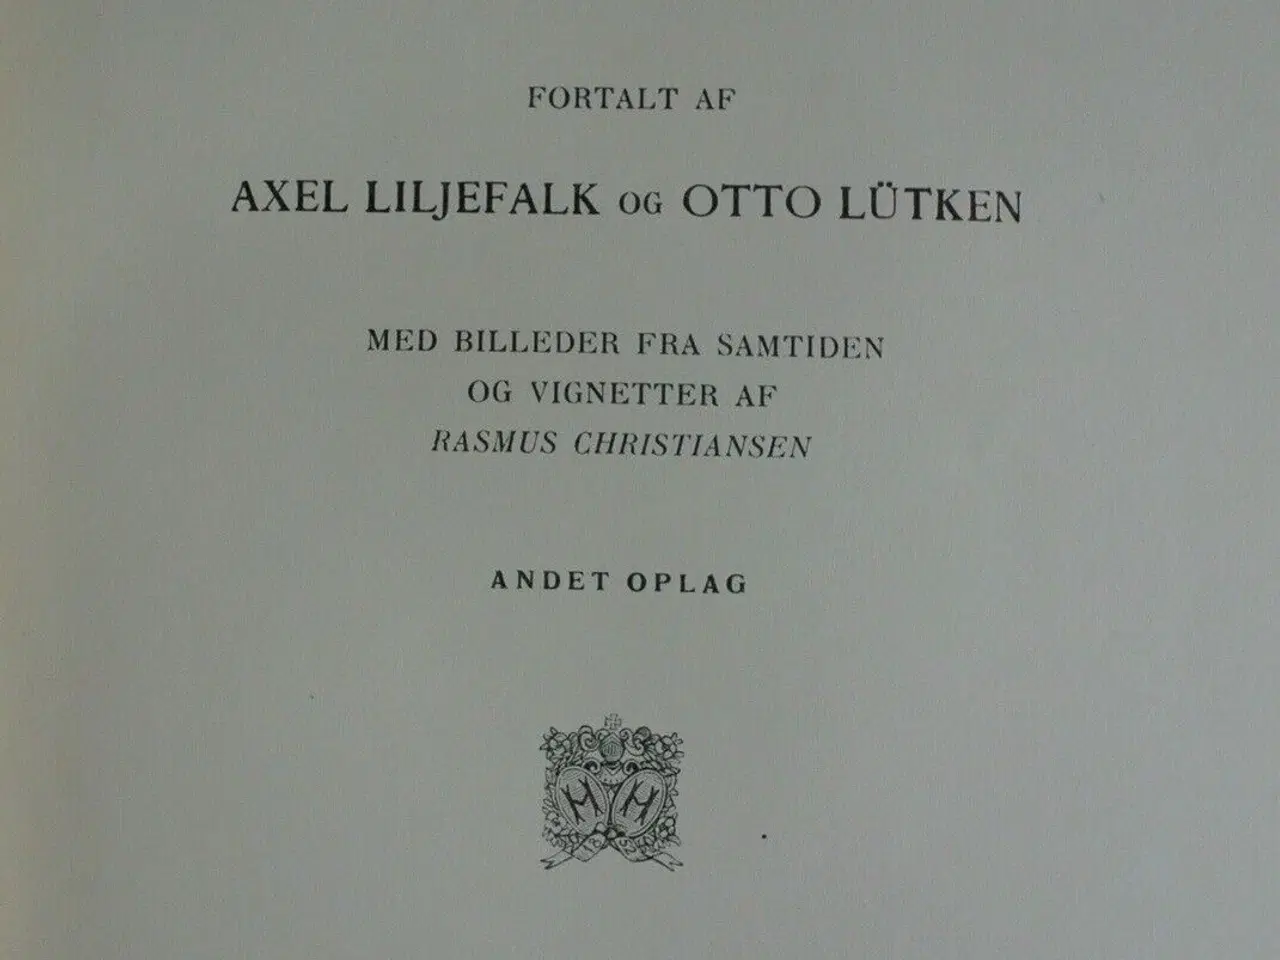 FORTALT AF
AXEL LILJEFALK OG OTTO LÜTKEN
MED BILLEDER FRA SAMTIDEN
OG VIGNETTER AF
RASMUS CHRISTIANSEN
ANDET OPLAG
H H